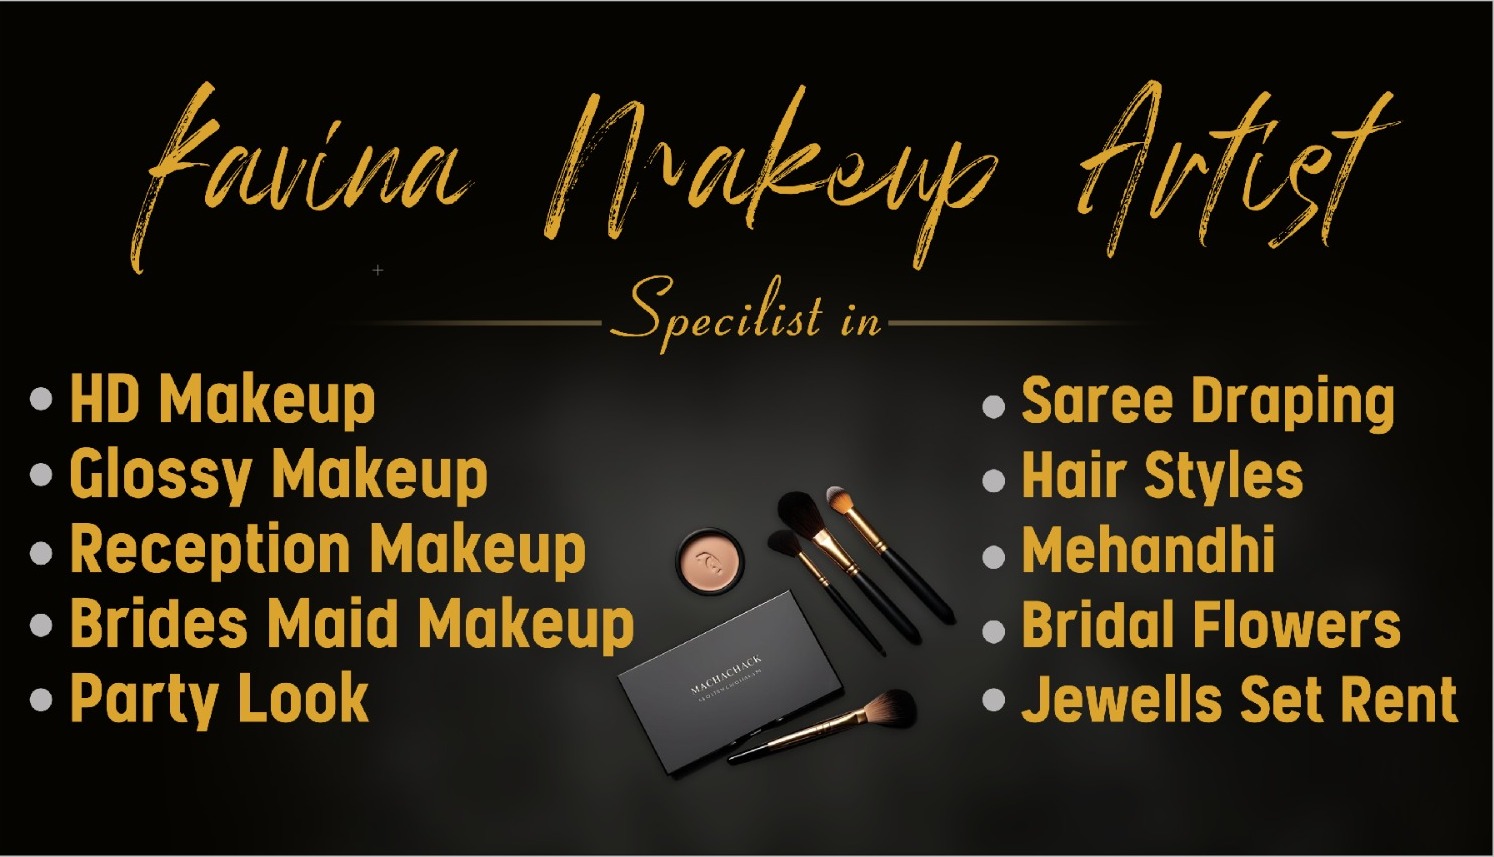 Kavina Makeup Artist
Specilist in
HD Makeup
Glossy Makeup
Reception Makeup
Brides Maid Makeup
Party Look
Saree Draping
Hair Styles
Mehandhi
Bridal Flowers
Jewells Set Rent
MACHACHACK